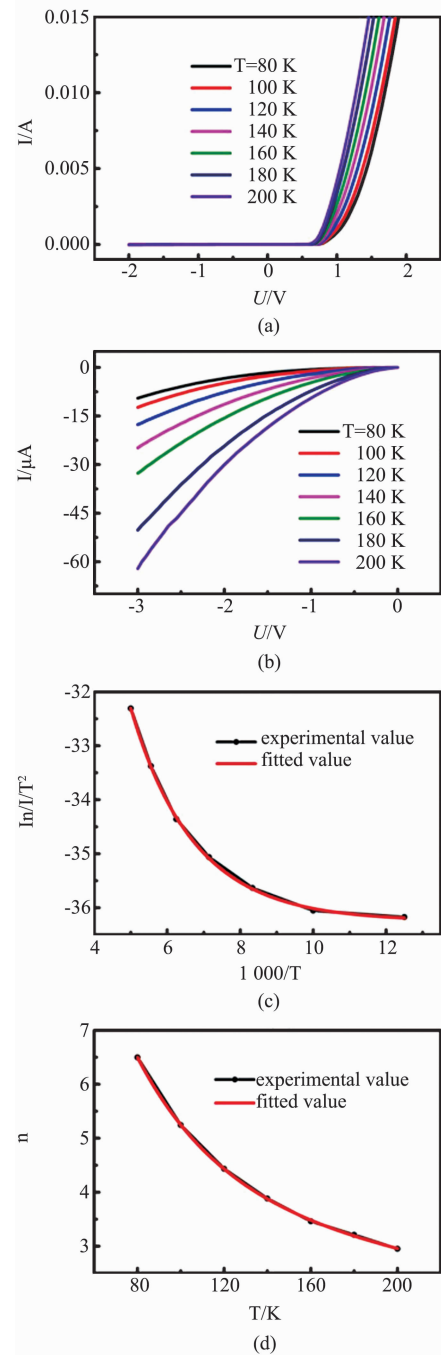 0.015
0.010
0.005
0.000
I/A
T=80 K
100 K
120 K
140 K
160 K
180 K
200 K
-2 -1 0 1 2
U/V
(a)
0
-15
-30
-45
-60
I/μA
T=80 K
100 K
120 K
140 K
160 K
180 K
200 K
-3 -2 -1 0
U/V
(b)
-32
-33
-34
-35
-36
In/I/T²
experimental value
fitted value
4 6 8 10 12
1 000/T
(c)
7
6
5
4
3
n
experimental value
fitted value
80 120 160 200
T/K
(d)